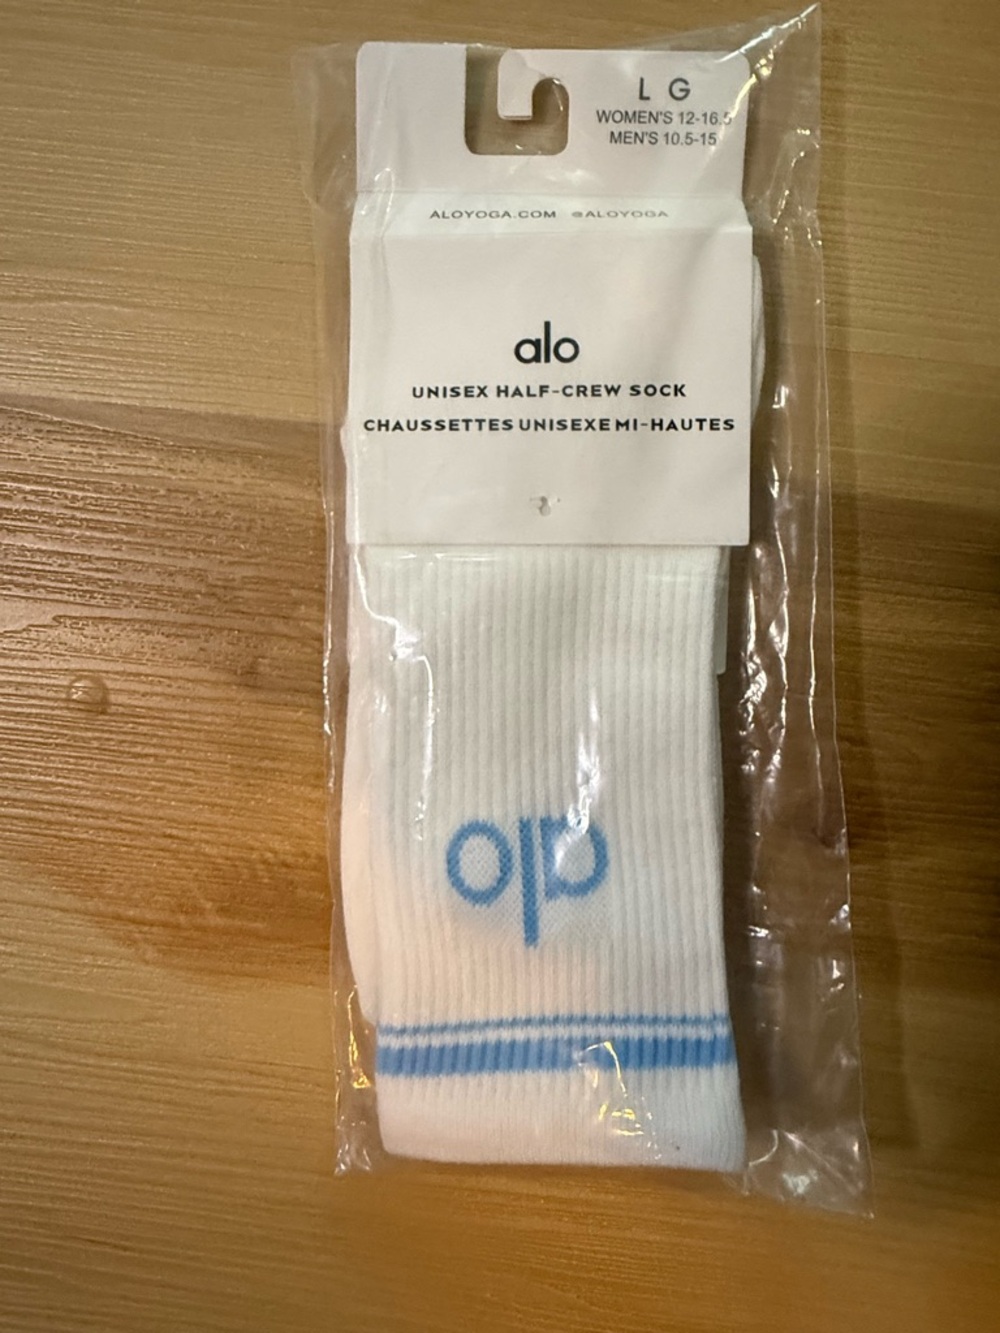 L G
WOMEN'S 12-16.5
MEN'S 10.5-15
ALOYOGA.COM @ALOYOGA
alo
UNISEX HALF-CREW SOCK
CHAUSSETTES UNISEXE MI-HAUTES
alo